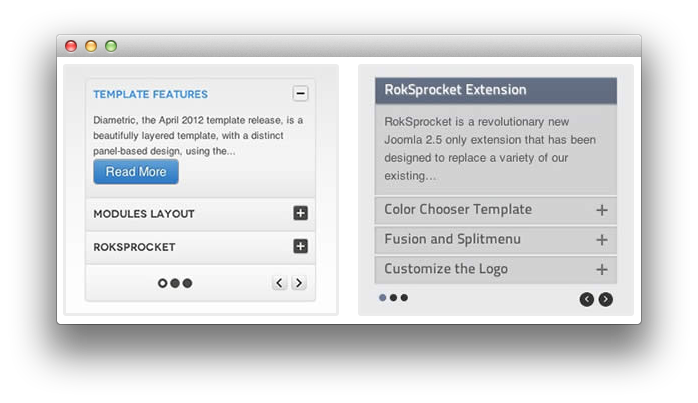 TEMPLATE FEATURES
Diametric, the April 2012 template release, is a
beautifully layered template, with a distinct
panel-based design, using the...
Read More
MODULES LAYOUT
ROKSPROCKET
RokSprocket Extension
RokSprocket is a revolutionary new
Joomla 2.5 only extension that has been
designed to replace a variety of our
existing...
Color Chooser Template
Fusion and Splitmenu
Customize the Logo